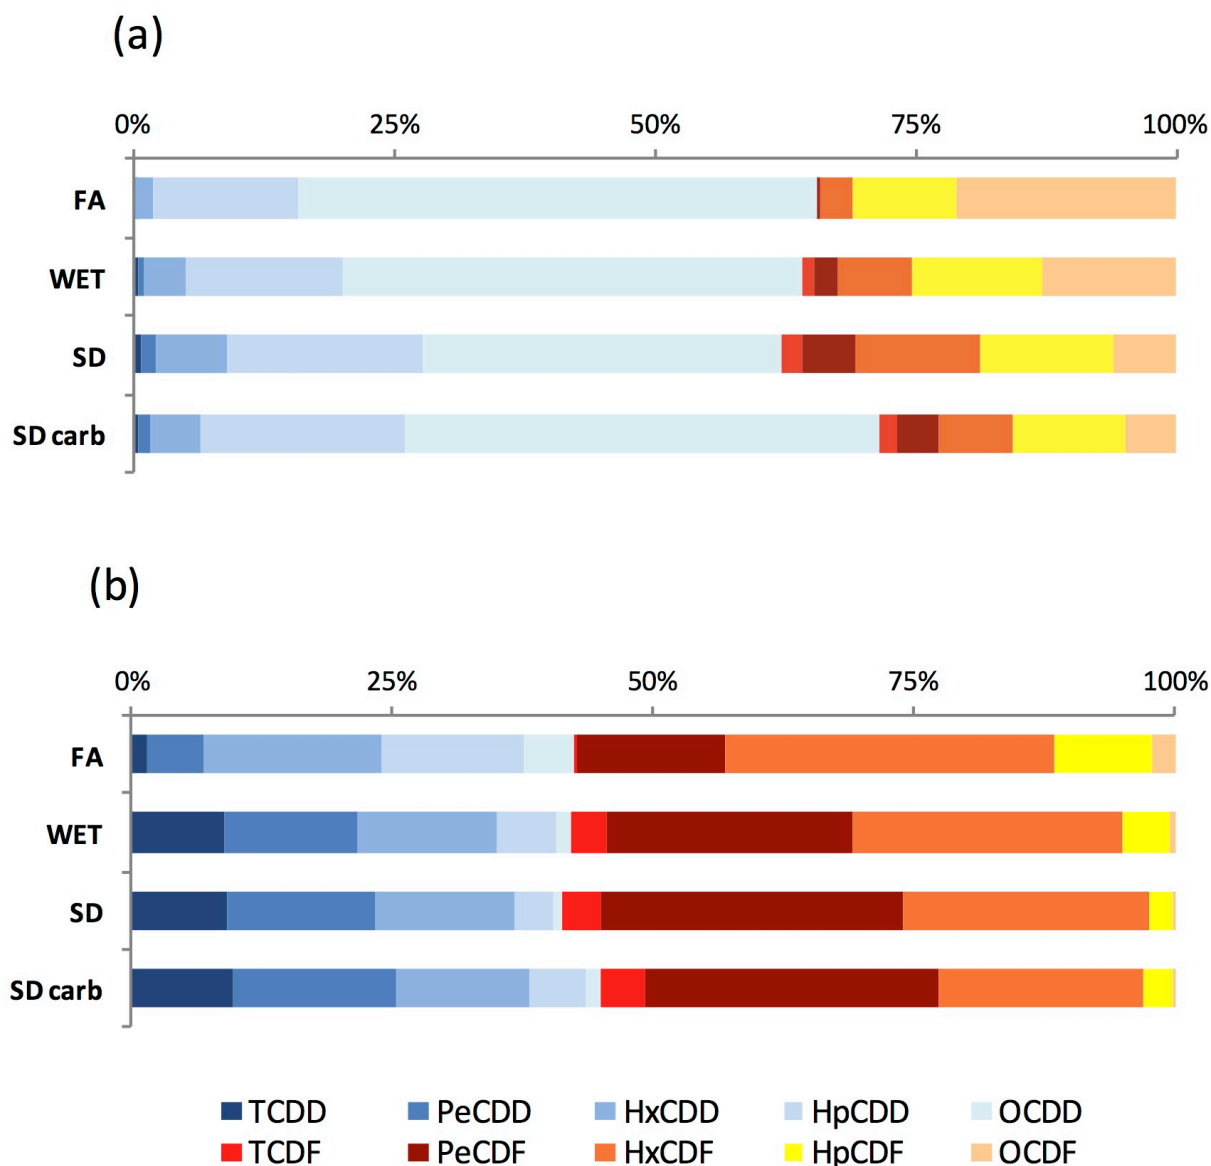 (a)
0% 25% 50% 75% 100%
FA
WET
SD
SD carb
(b)
0% 25% 50% 75% 100%
FA
WET
SD
SD carb
TCDD PeCDD HxCDD HpCDD OCDD
TCDF PeCDF HxCDF HpCDF OCDF